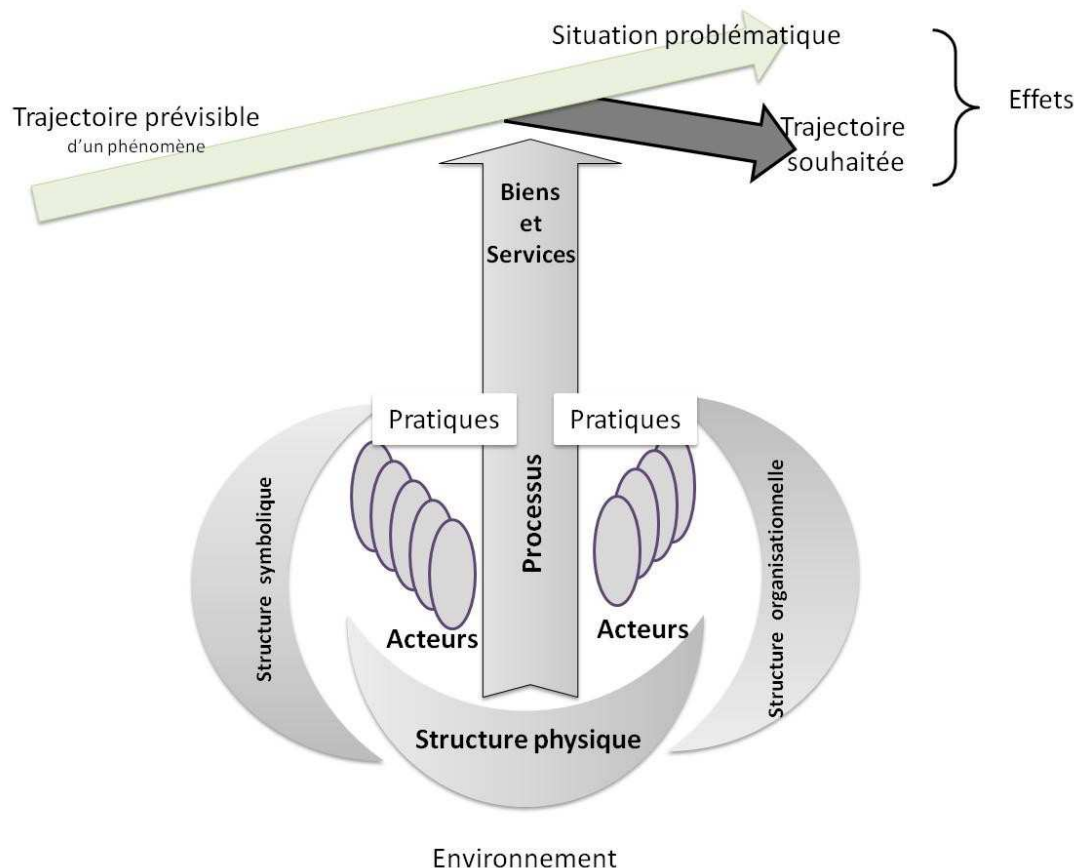 Situation problématique
Effets
Trajectoire prévisible
d'un phénomène
Trajectoire
souhaitée
Biens
et
Services
Pratiques
Pratiques
Processus
Structure symbolique
Structure organisationnelle
Acteurs
Acteurs
Structure physique
Environnement